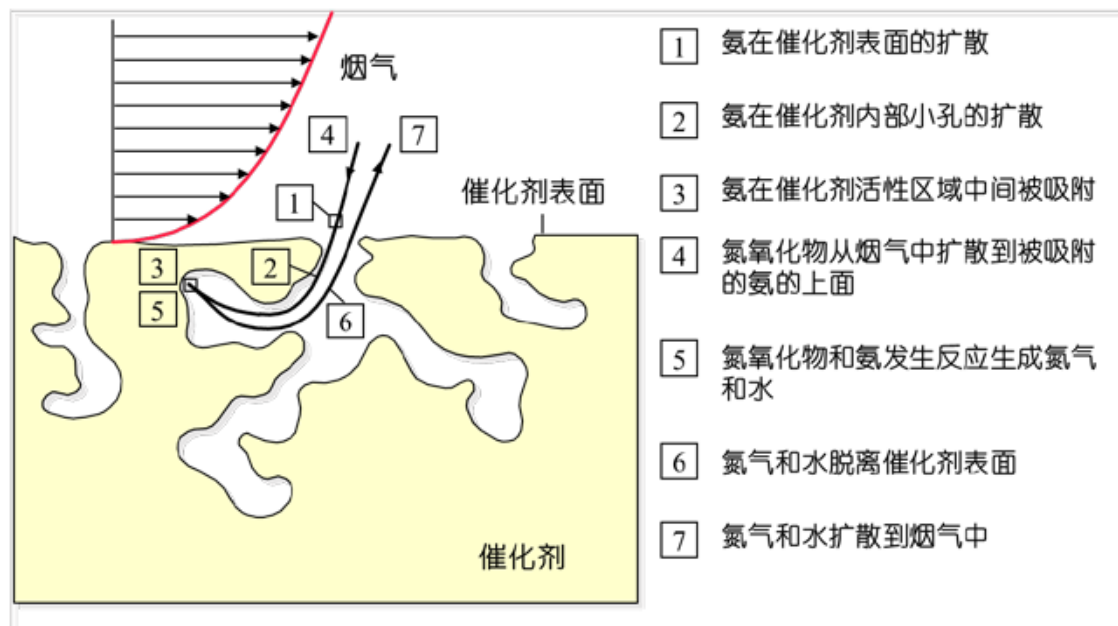 烟气
4
7
1
催化剂表面
3
2
5
6
催化剂
1 氨在催化剂表面的扩散
2 氨在催化剂内部小孔的扩散
3 氨在催化剂活性区域中间被吸附
4 氮氧化物从烟气中扩散到被吸附
的氨的上面
5 氮氧化物和氨发生反应生成氮气
和水
6 氮气和水脱离催化剂表面
7 氮气和水扩散到烟气中